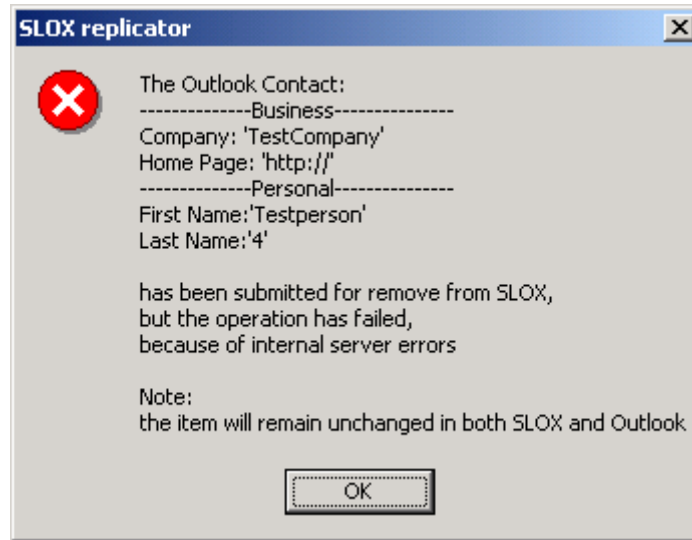 SLOX replicator
The Outlook Contact:
--------------Business---------------
Company: 'TestCompany'
Home Page: 'http://'
--------------Personal---------------
First Name:'Testperson'
Last Name:'4'
has been submitted for remove from SLOX,
but the operation has failed,
because of internal server errors
Note:
the item will remain unchanged in both SLOX and Outlook
OK